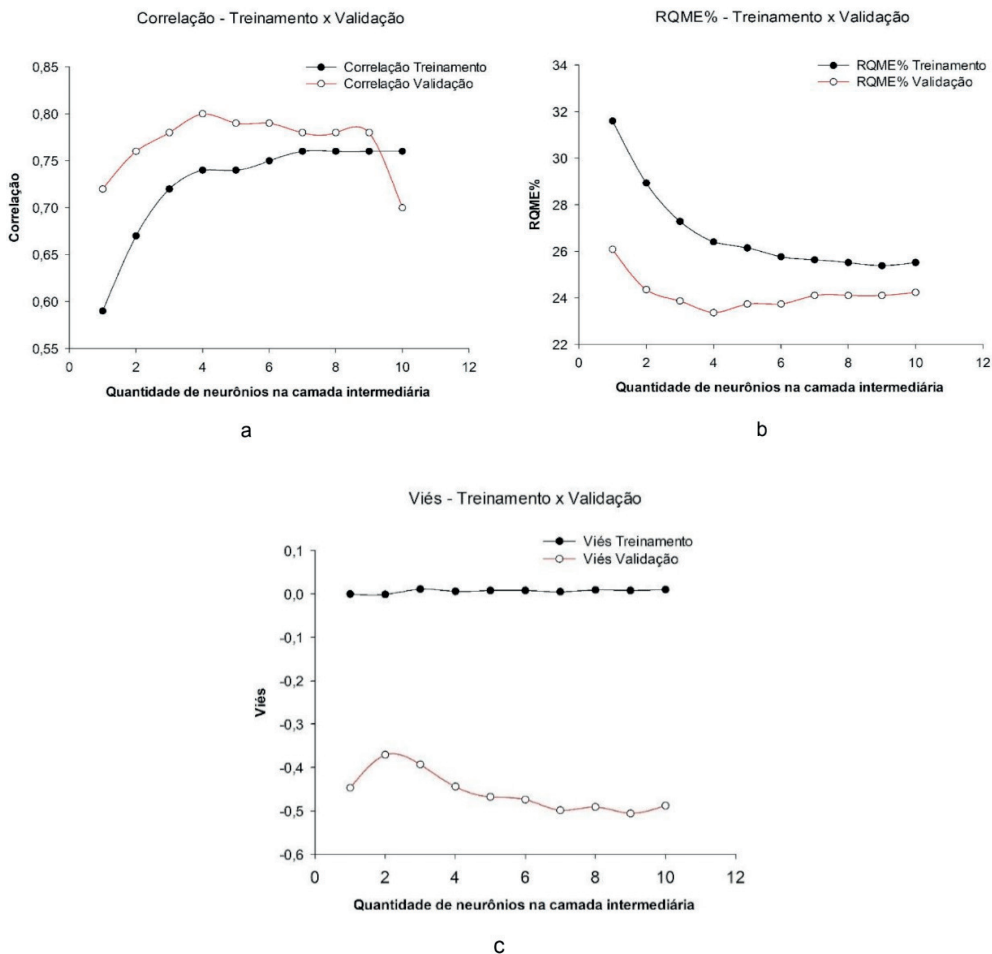 Correlação - Treinamento x Validação
Correlação Treinamento
Correlação Validação
0,85
0,80
0,75
0,70
0,65
0,60
0,55
Correlação
0 2 4 6 8 10 12
Quantidade de neurônios na camada intermediária
a
RQME% - Treinamento x Validação
RQME% Treinamento
RQME% Validação
34
32
30
28
26
24
22
RQME%
0 2 4 6 8 10 12
Quantidade de neurônios na camada intermediária
b
Viés - Treinamento x Validação
Viés Treinamento
Viés Validação
0,1
0,0
-0,1
-0,2
-0,3
-0,4
-0,5
-0,6
Viés
0 2 4 6 8 10 12
Quantidade de neurônios na camada intermediária
c